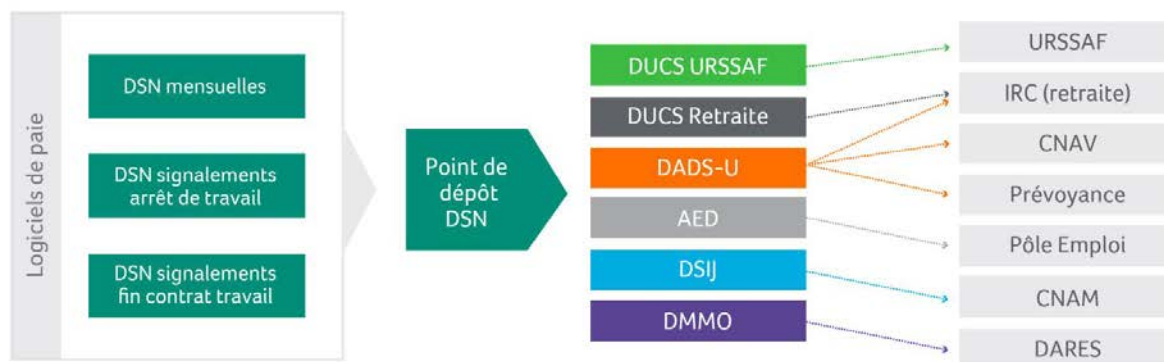 Logiciels de paie
DSN mensuelles
DSN signalements
arrêt de travail
DSN signalements
fin contrat travail
Point de
dépôt
DSN
DUCS URSSAF
DUCS Retraite
DADS-U
AED
DSIJ
DMMO
URSSAF
IRC (retraite)
CNAV
Prévoyance
Pôle Emploi
CNAM
DARES